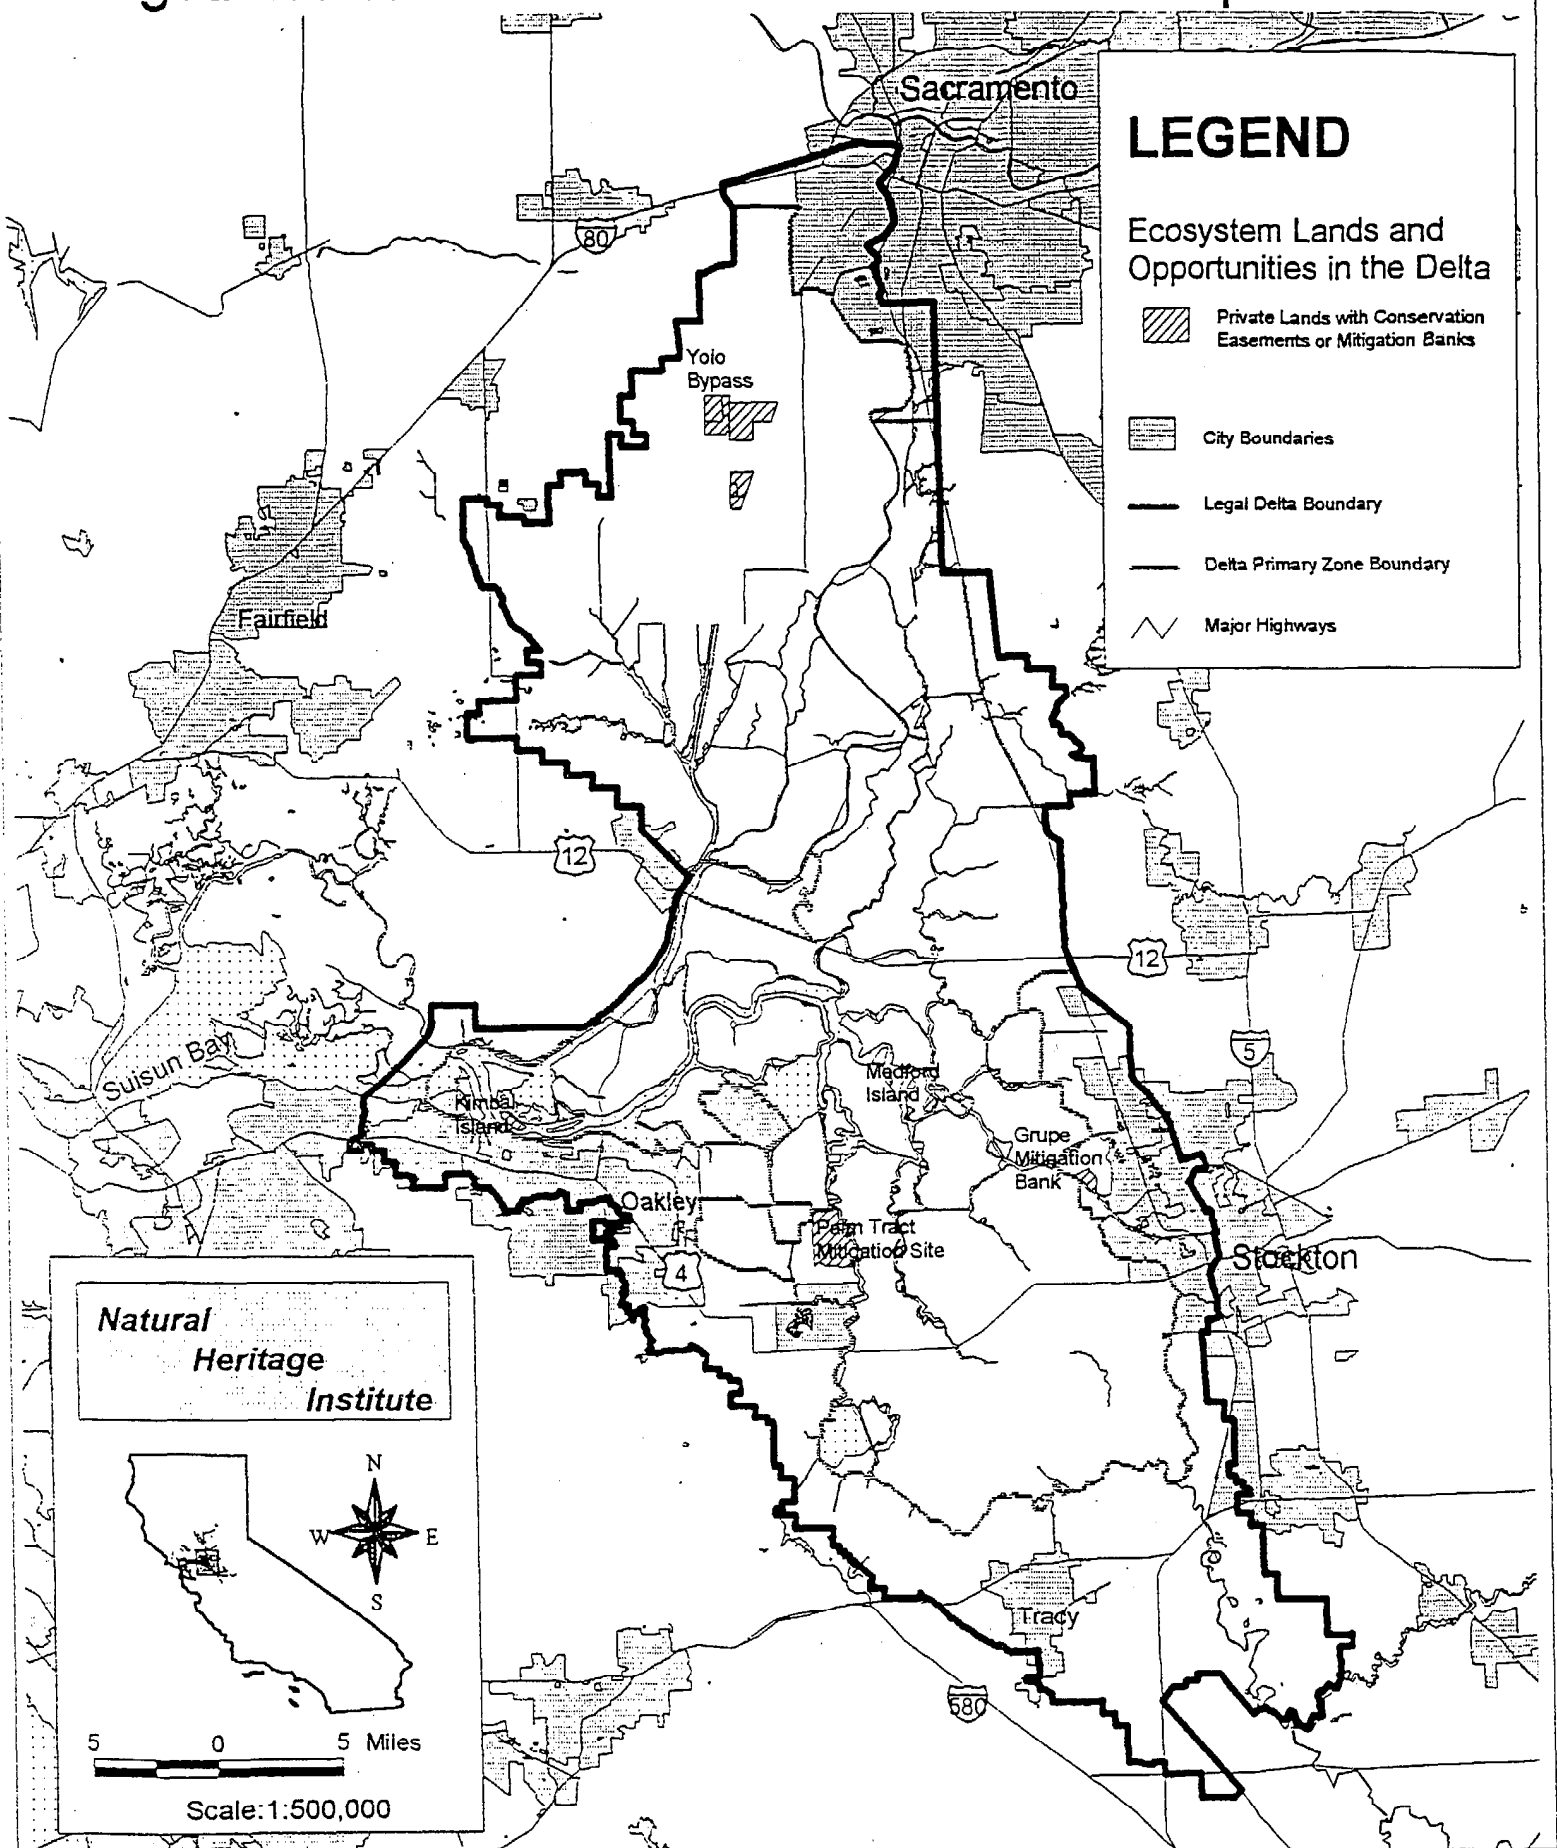 Sacramento
LEGEND
Ecosystem Lands and
Opportunities in the Delta
Private Lands with Conservation
Easements or Mitigation Banks
City Boundaries
Legal Delta Boundary
Delta Primary Zone Boundary
Major Highways
80
Yolo
Bypass
Fairfield
12
12
5
Suisun Bay
Kimbal
Island
Medford
Island
Grupe
Mitigation
Bank
Oakley
Palm Tract
Mitigation Site
4
Stockton
Tracy
580
Natural
Heritage
Institute
N
W
E
S
5
0
5 Miles
Scale:1:500,000